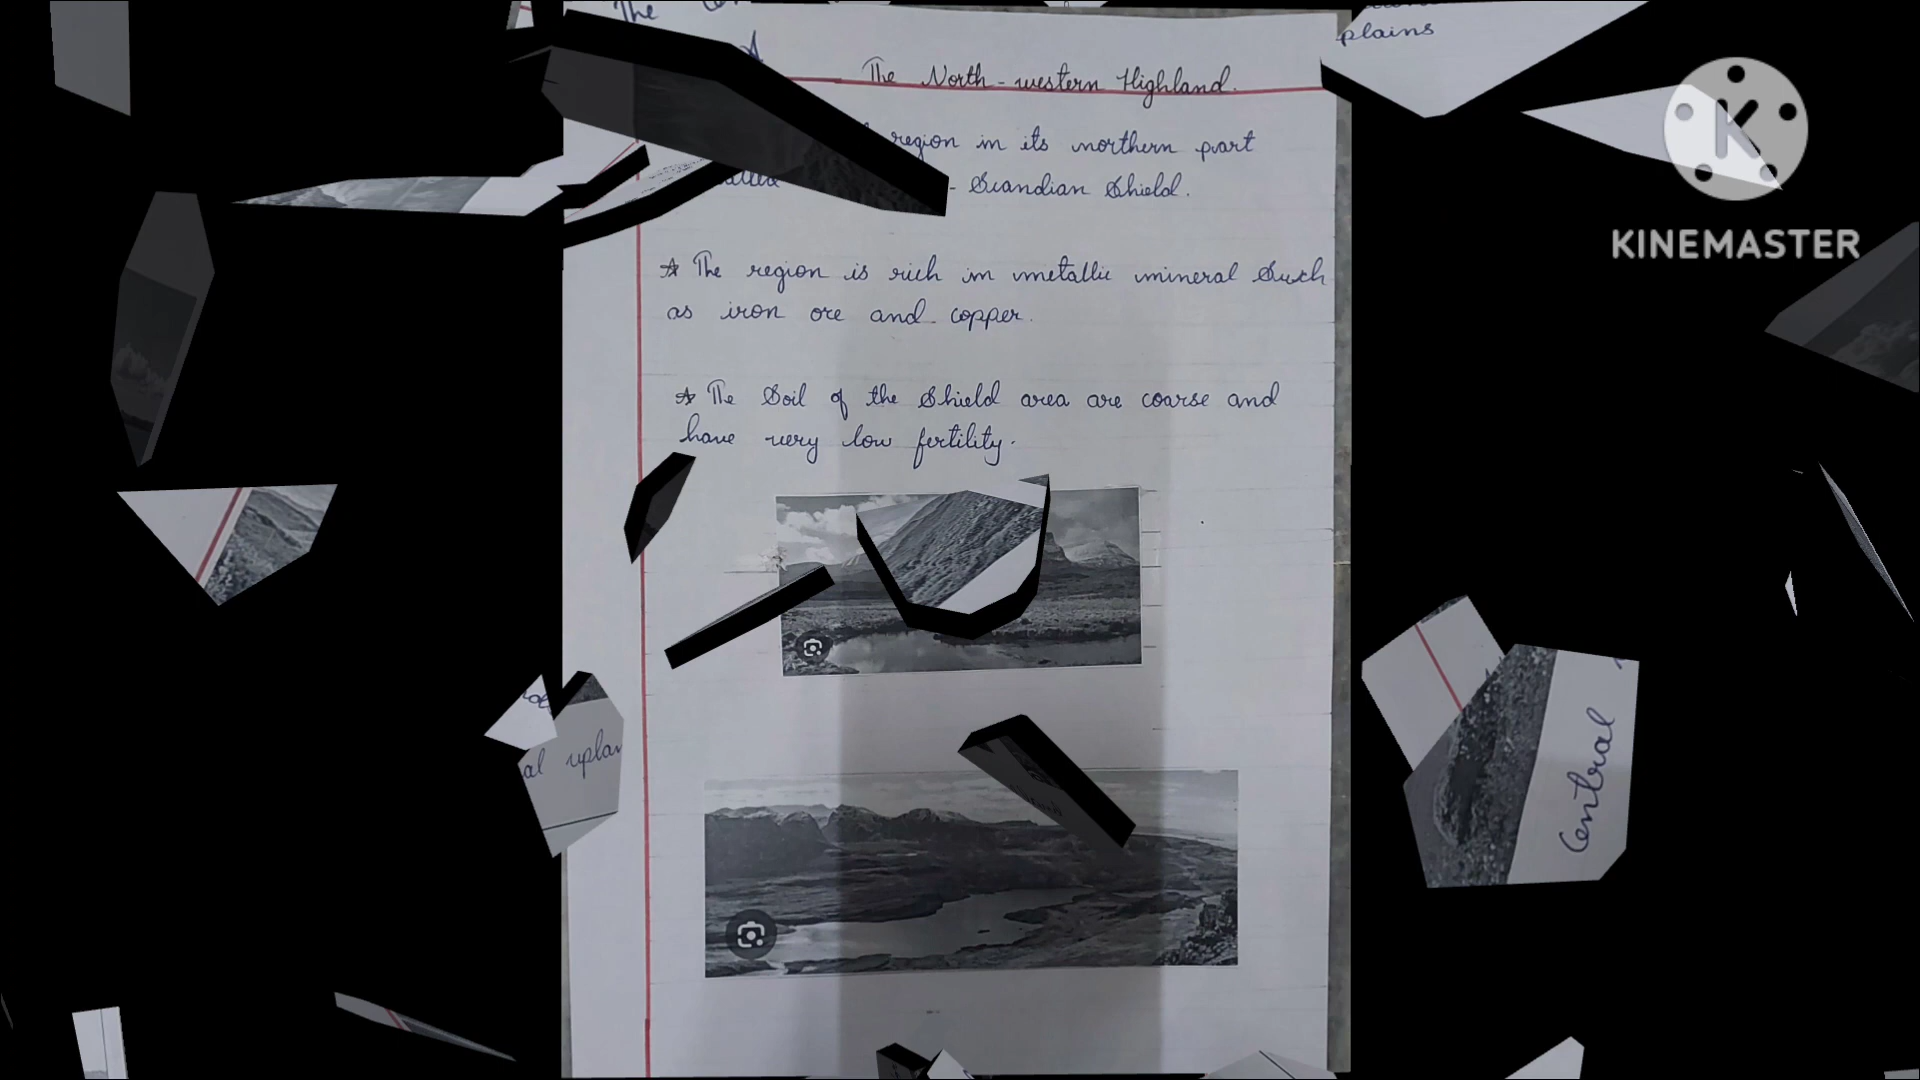 The
plains
The North-western Highland.
region in its northern part
- Scandian Shield.
☆ The region is rich in metallic mineral Such
as iron ore and copper.
☆ The Soil of the Shield area are coarse and
have very low fertility.
al uplan
Central
K
KINEMASTER